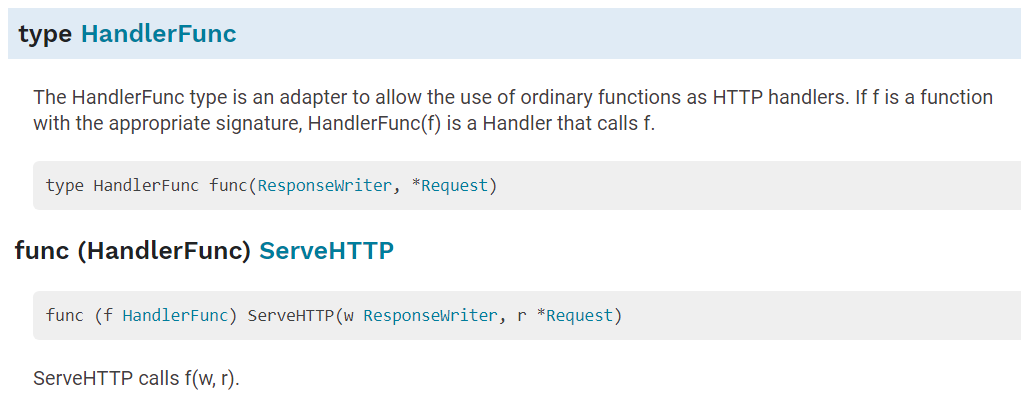 type HandlerFunc
The HandlerFunc type is an adapter to allow the use of ordinary functions as HTTP handlers. If f is a function
with the appropriate signature, HandlerFunc(f) is a Handler that calls f.
type HandlerFunc func(ResponseWriter, *Request)
func (HandlerFunc) ServeHTTP
func (f HandlerFunc) ServeHTTP(w ResponseWriter, r *Request)
ServeHTTP calls f(w, r).